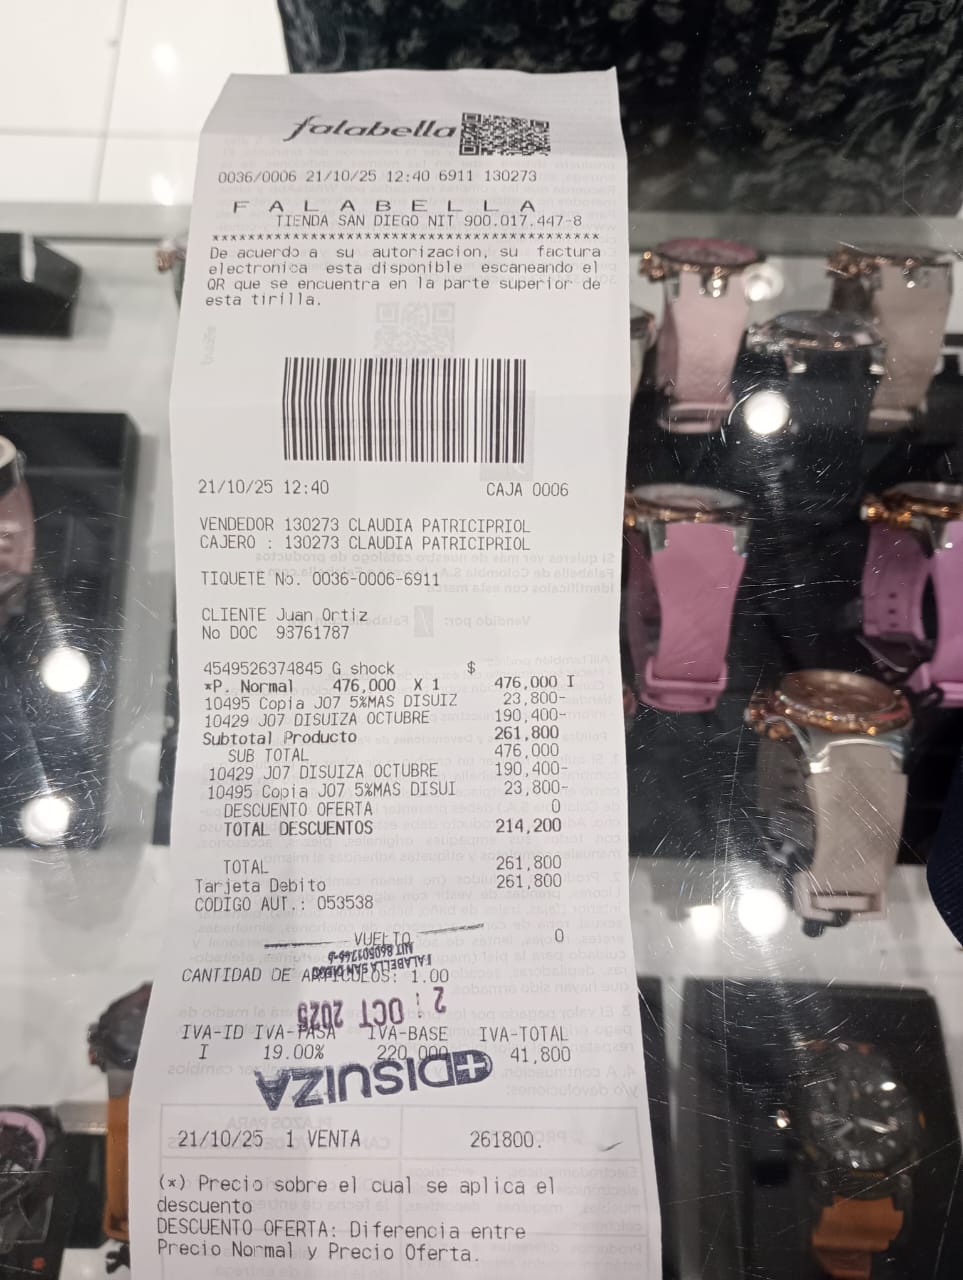 falabella
0036/0006 21/10/25 12:40 6911 130273
F A L A B E L L A
TIENDA SAN DIEGO NIT 900.017.447-8
*****************************************
De acuerdo a su autorizacion, su factura
electronica esta disponible escaneando el
QR que se encuentra en la parte superior de
esta tirilla.
21/10/25 12:40 CAJA 0006
VENDEDOR 130273 CLAUDIA PATRICIPRIOL
CAJERO : 130273 CLAUDIA PATRICIPRIOL
TIQUETE No. 0036-0006-6911
CLIENTE Juan Ortiz
No DOC 93761787
4549526374845 G shock $
*P. Normal 476,000 X 1 476,000 I
10495 Copia J07 5%MAS DISUIZ 23,800-
10429 J07 DISUIZA OCTUBRE 190,400-
Subtotal Producto 261,800
SUB TOTAL 476,000
10429 J07 DISUIZA OCTUBRE 190,400-
10495 Copia J07 5%MAS DISUI 23,800-
DESCUENTO OFERTA 0
TOTAL DESCUENTOS 214,200
TOTAL 261,800
Tarjeta Debito 261,800
CODIGO AUT.: 053538
VUELTO 0
FALABELLA SAN DIEGO
CANTIDAD DE ARTICULOS: 1.00
OCT 2025
IVA-ID IVA-TASA IVA-BASE IVA-TOTAL
I 19.00% 220,000 41,800
DISUIZA
21/10/25 1 VENTA 261800.
(*) Precio sobre el cual se aplica el
descuento
DESCUENTO OFERTA: Diferencia entre
Precio Normal y Precio Oferta.